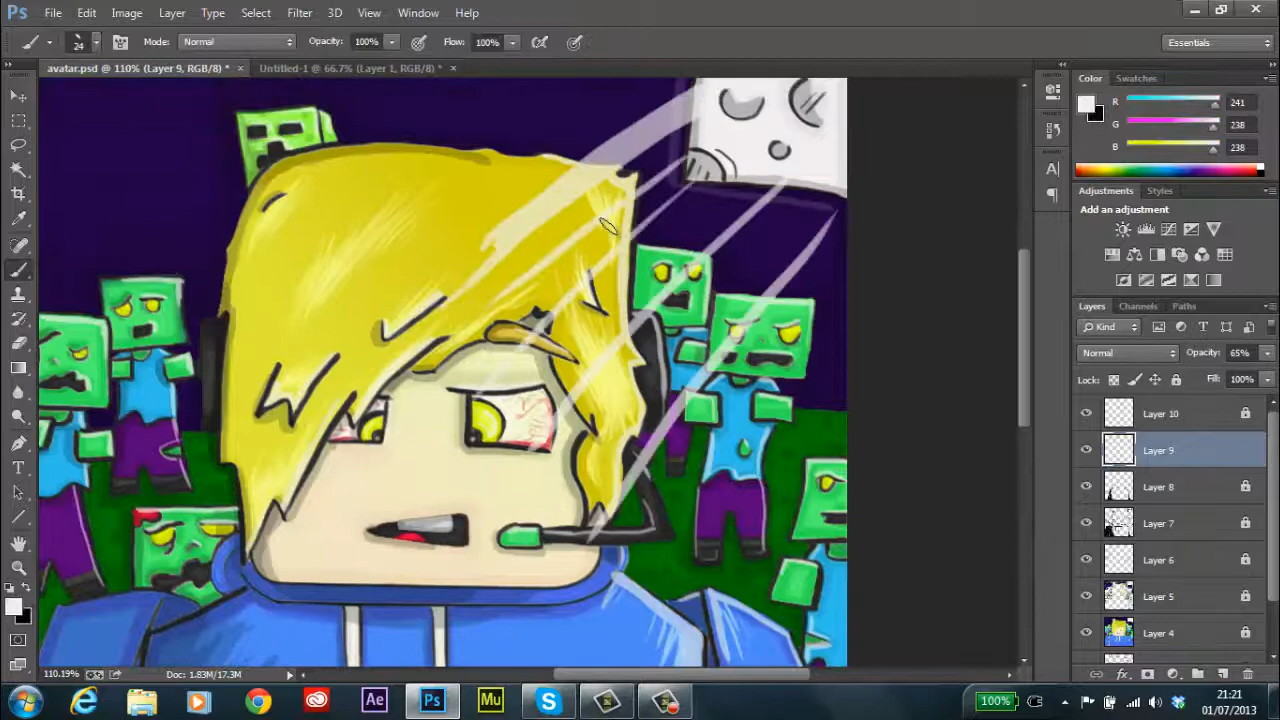 Ps File Edit Image Layer Type Select Filter 3D View Window Help
24 Mode: Normal Opacity: 100% Flow: 100% Essentials
avatar.psd @ 110% (Layer 9, RGB/8) * × Untitled-1 @ 66.7% (Layer 1, RGB/8) * ×
Color Swatches
R 241
G 238
B 238
Adjustments Styles
Add an adjustment
Layers Channels Paths
Kind
Normal Opacity: 65%
Lock: Fill: 100%
Layer 10
Layer 9
Layer 8
Layer 7
Layer 6
Layer 5
Layer 4
110.19% Doc: 1.83M/17.3M
Ae Ps Mu 100% 21:21
01/07/2013